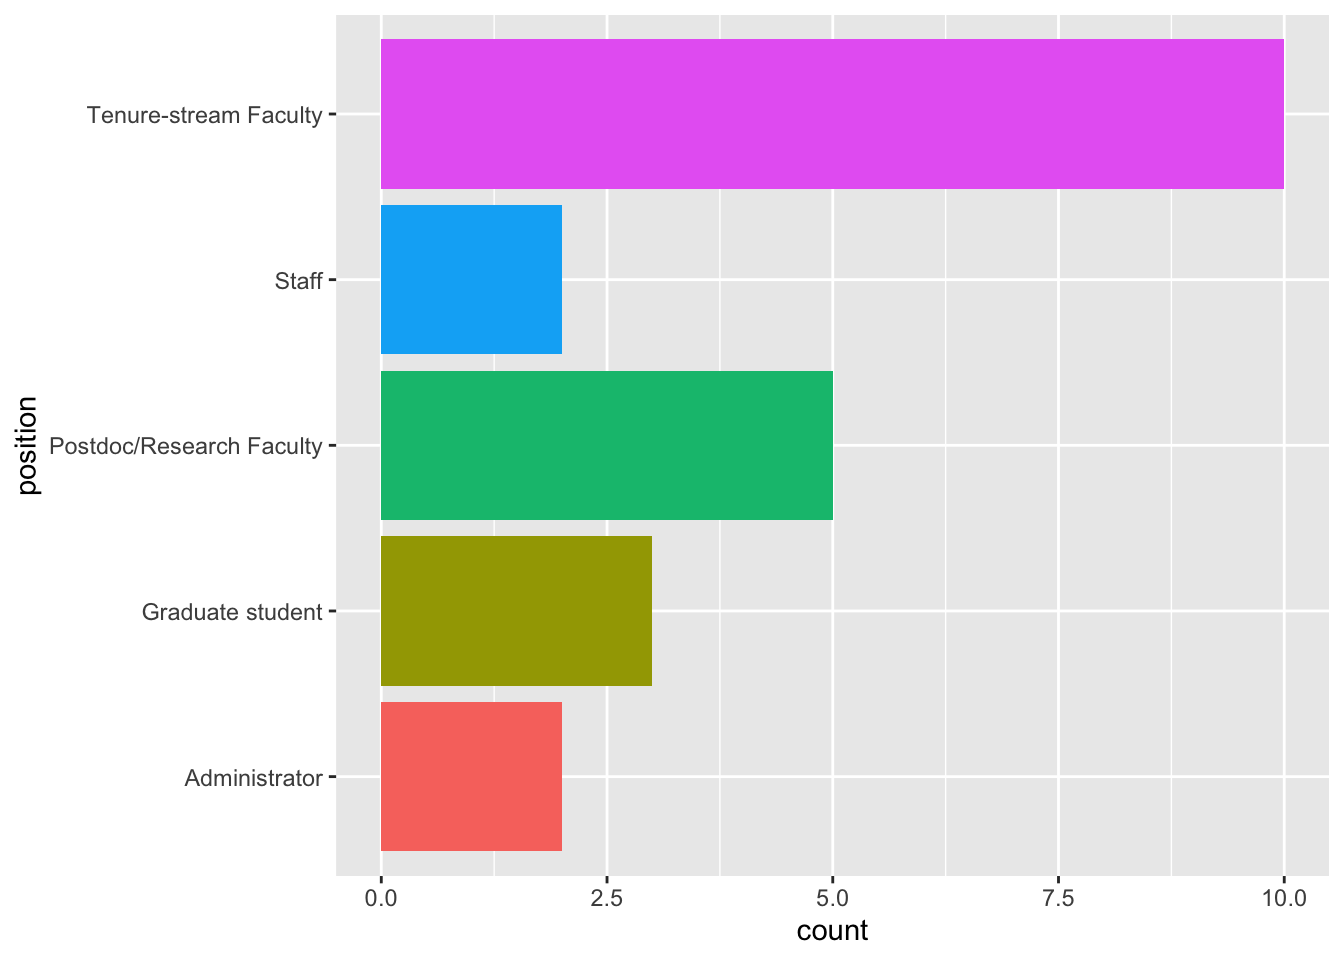 Tenure-stream Faculty
Staff
Postdoc/Research Faculty
Graduate student
Administrator
position
0.0 2.5 5.0 7.5 10.0
count